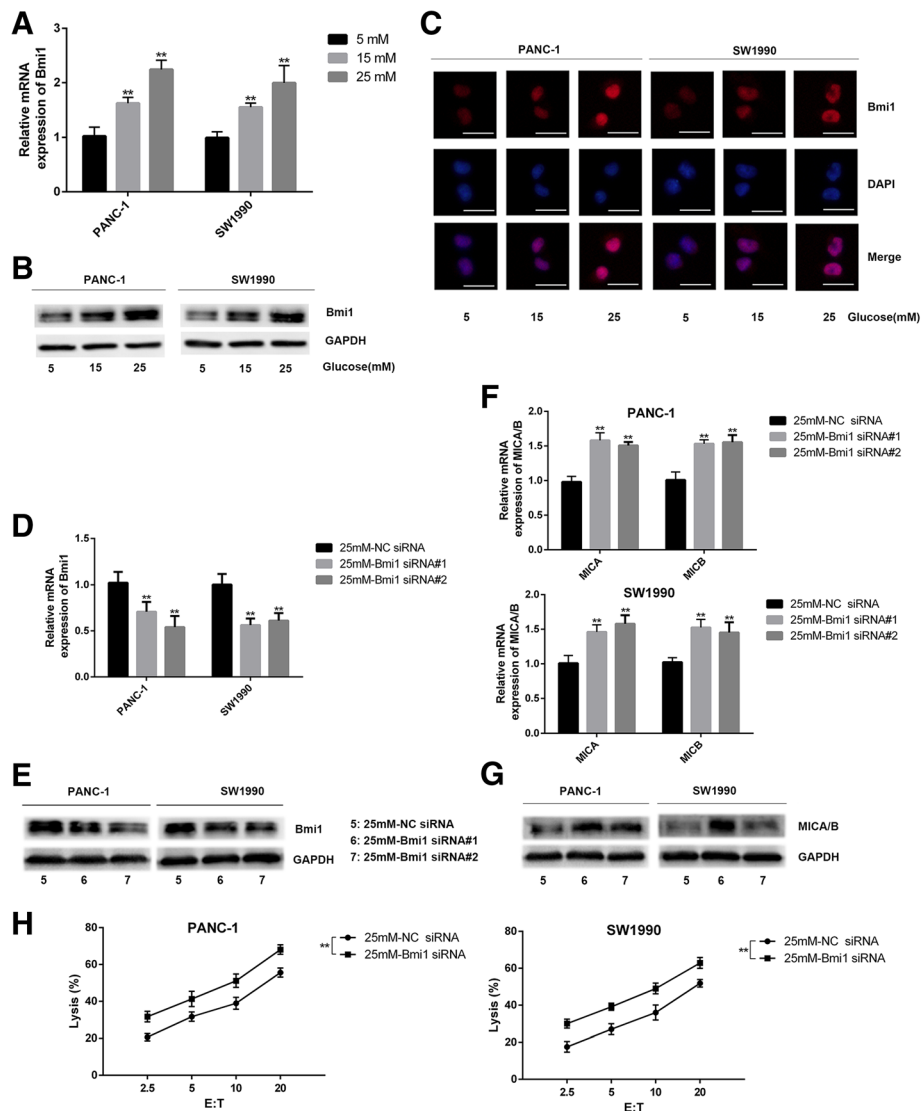 A
Relative mRNA
expression of Bmi1
3
2
1
0
** ** ** **
PANC-1
SW1990
5 mM
15 mM
25 mM
B
PANC-1 SW1990
Bmi1
GAPDH
5 15 25 5 15 25 Glucose(mM)
C
PANC-1 SW1990
Bmi1
DAPI
Merge
5 15 25 5 15 25 Glucose(mM)
D
Relative mRNA
expression of Bmi1
1.5
1.0
0.5
0.0
** ** ** **
PANC-1
SW1990
25mM-NC siRNA
25mM-Bmi1 siRNA#1
25mM-Bmi1 siRNA#2
E
PANC-1 SW1990
Bmi1
GAPDH
5 6 7 5 6 7
5: 25mM-NC siRNA
6: 25mM-Bmi1 siRNA#1
7: 25mM-Bmi1 siRNA#2
F
PANC-1
Relative mRNA
expression of MICA/B
2.0
1.5
1.0
0.5
0.0
** ** ** **
MICA
MICB
25mM-NC siRNA
25mM-Bmi1 siRNA#1
25mM-Bmi1 siRNA#2
SW1990
Relative mRNA
expression of MICA/B
2.0
1.5
1.0
0.5
0.0
** ** ** **
MICA
MICB
25mM-NC siRNA
25mM-Bmi1 siRNA#1
25mM-Bmi1 siRNA#2
G
PANC-1 SW1990
MICA/B
GAPDH
5 6 7 5 6 7
H
PANC-1
Lysis (%)
80
60
40
20
0
2.5 5 10 20
E:T
** 25mM-NC siRNA
25mM-Bmi1 siRNA
SW1990
Lysis (%)
80
60
40
20
0
2.5 5 10 20
E:T
** 25mM-NC siRNA
25mM-Bmi1 siRNA